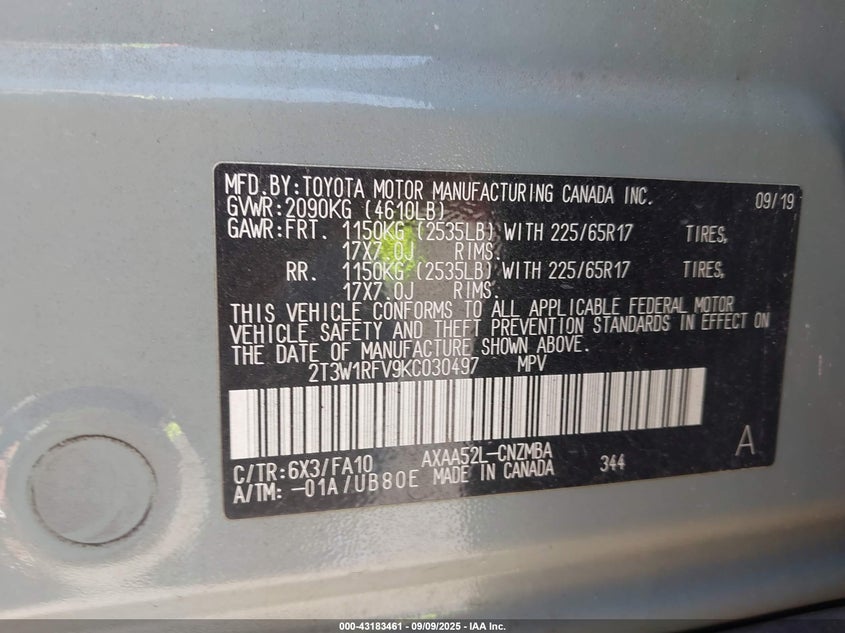 MFD.BY:TOYOTA MOTOR MANUFACTURING CANADA INC. 09/19
GVWR:2090KG (4610LB)
GAWR:FRT. 1150KG (2535LB) WITH 225/65R17 TIRES,
17X7.0J RIMS.
RR. 1150KG (2535LB) WITH 225/65R17 TIRES,
17X7.0J RIMS.
THIS VEHICLE CONFORMS TO ALL APPLICABLE FEDERAL MOTOR
VEHICLE SAFETY AND THEFT PREVENTION STANDARDS IN EFFECT ON
THE DATE OF MANUFACTURE SHOWN ABOVE.
2T3W1RFV9KC030497 MPV
A
C/TR:6X3/FA10 AXAA52L-CNZMBA 344
A/TM:-01A/UB80E MADE IN CANADA
000-43183461 - 09/09/2025 - IAA Inc.